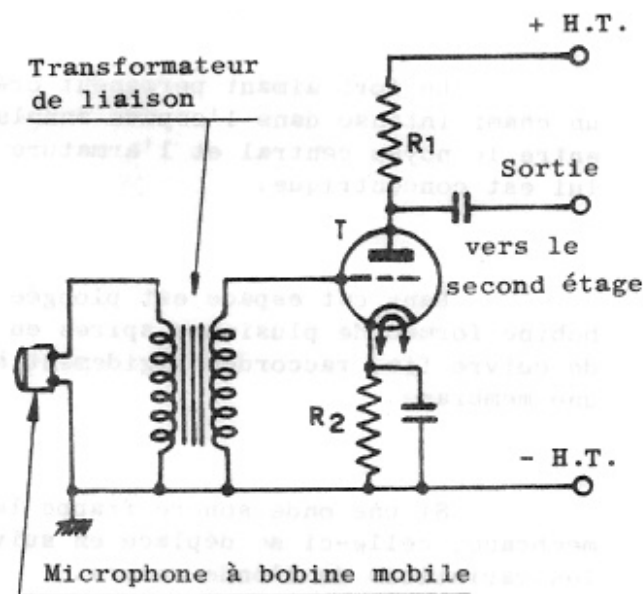 + H.T.
Transformateur
de liaison
R1
Sortie
T
vers le
second étage
R2
- H.T.
Microphone à bobine mobile